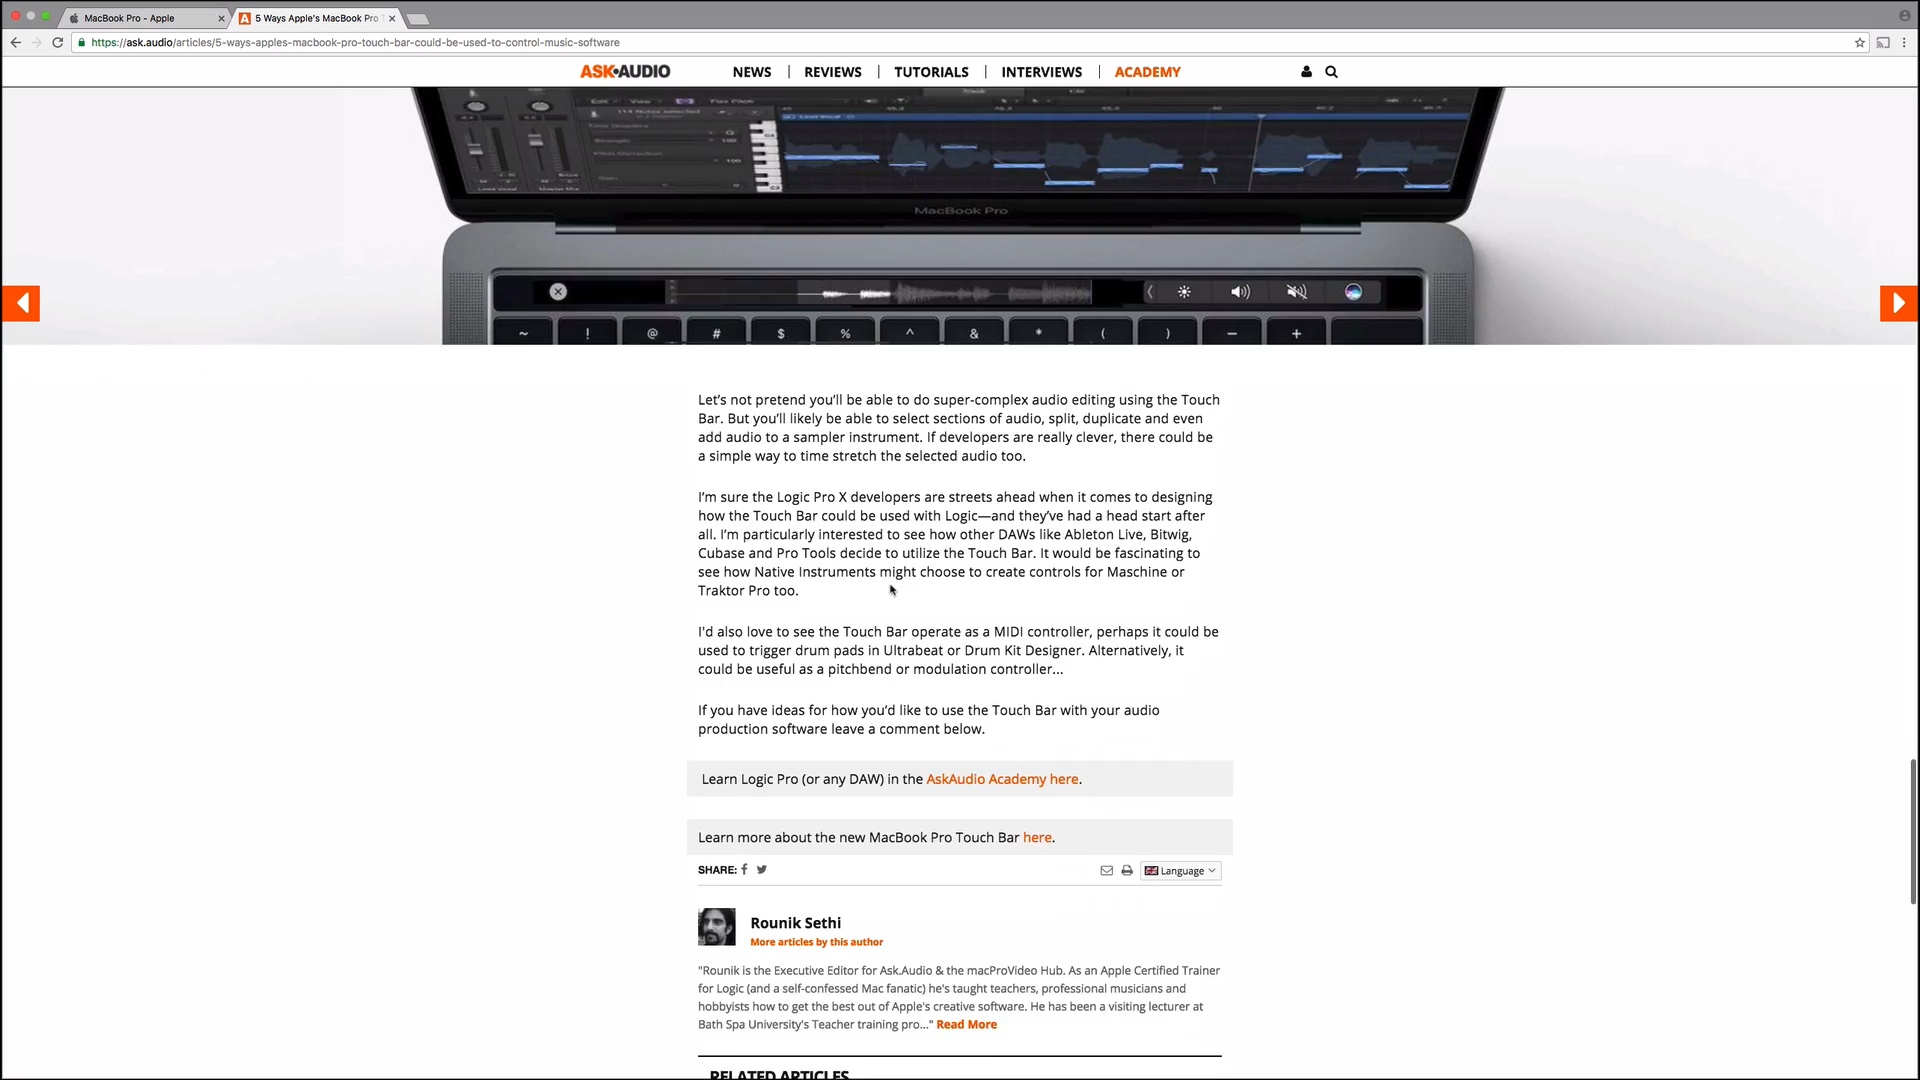 MacBook Pro - Apple
5 Ways Apple's MacBook Pro T
https://ask.audio/articles/5-ways-apples-macbook-pro-touch-bar-could-be-used-to-control-music-software
ASK•AUDIO
NEWS
REVIEWS
TUTORIALS
INTERVIEWS
ACADEMY
MacBook Pro
~ ! @ # $ % ^ & * ( ) — +
Let's not pretend you'll be able to do super-complex audio editing using the Touch
Bar. But you'll likely be able to select sections of audio, split, duplicate and even
add audio to a sampler instrument. If developers are really clever, there could be
a simple way to time stretch the selected audio too.
I'm sure the Logic Pro X developers are streets ahead when it comes to designing
how the Touch Bar could be used with Logic—and they've had a head start after
all. I'm particularly interested to see how other DAWs like Ableton Live, Bitwig,
Cubase and Pro Tools decide to utilize the Touch Bar. It would be fascinating to
see how Native Instruments might choose to create controls for Maschine or
Traktor Pro too.
I'd also love to see the Touch Bar operate as a MIDI controller, perhaps it could be
used to trigger drum pads in Ultrabeat or Drum Kit Designer. Alternatively, it
could be useful as a pitchbend or modulation controller...
If you have ideas for how you'd like to use the Touch Bar with your audio
production software leave a comment below.
Learn Logic Pro (or any DAW) in the AskAudio Academy here.
Learn more about the new MacBook Pro Touch Bar here.
SHARE:
Language
Rounik Sethi
More articles by this author
"Rounik is the Executive Editor for Ask.Audio & the macProVideo Hub. As an Apple Certified Trainer
for Logic (and a self-confessed Mac fanatic) he's taught teachers, professional musicians and
hobbyists how to get the best out of Apple's creative software. He has been a visiting lecturer at
Bath Spa University's Teacher training pro..." Read More
RELATED ARTICLES